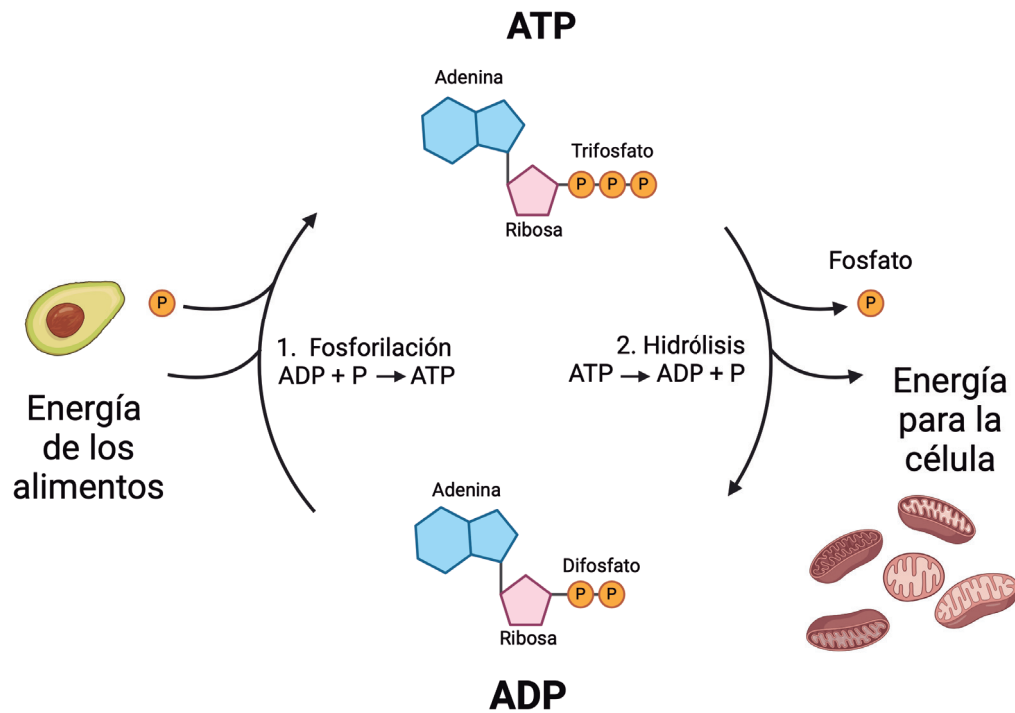 ATP
Adenina
Trifosfato
P P P
Ribosa
Fosfato
P
P
1. Fosforilación
ADP + P → ATP
2. Hidrólisis
ATP → ADP + P
Energía
de los
alimentos
Energía
para la
célula
Adenina
Difosfato
P P
Ribosa
ADP